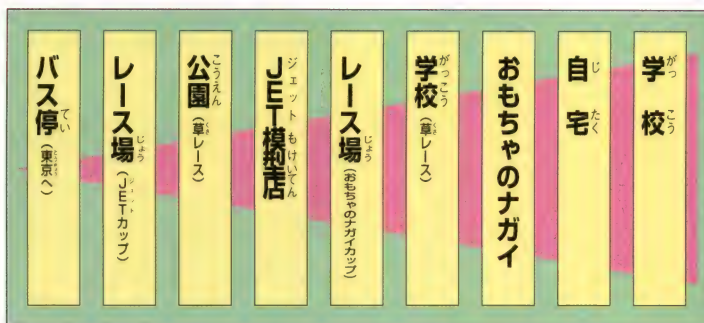 学校
自宅
おもちゃのナガイ
学校(草レース)
レース場(おもちゃのナガイカップ)
JET模型店
公園(草レース)
レース場(JETカップ)
バス停(東京へ)